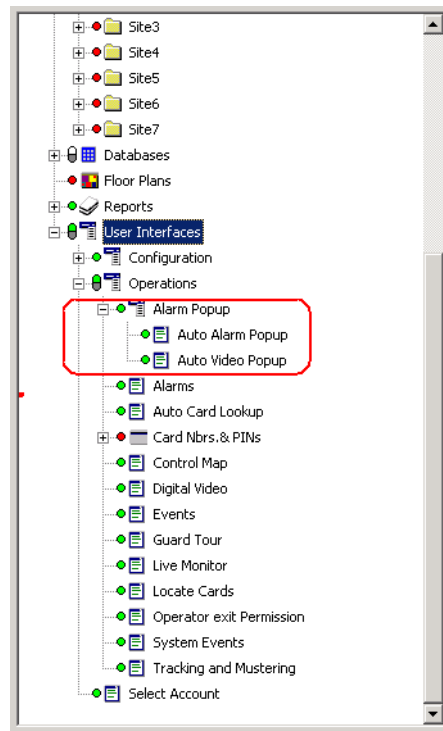 Site3
Site4
Site5
Site6
Site7
Databases
Floor Plans
Reports
User Interfaces
Configuration
Operations
Alarm Popup
Auto Alarm Popup
Auto Video Popup
Alarms
Auto Card Lookup
Card Nbrs.& PINs
Control Map
Digital Video
Events
Guard Tour
Live Monitor
Locate Cards
Operator exit Permission
System Events
Tracking and Mustering
Select Account